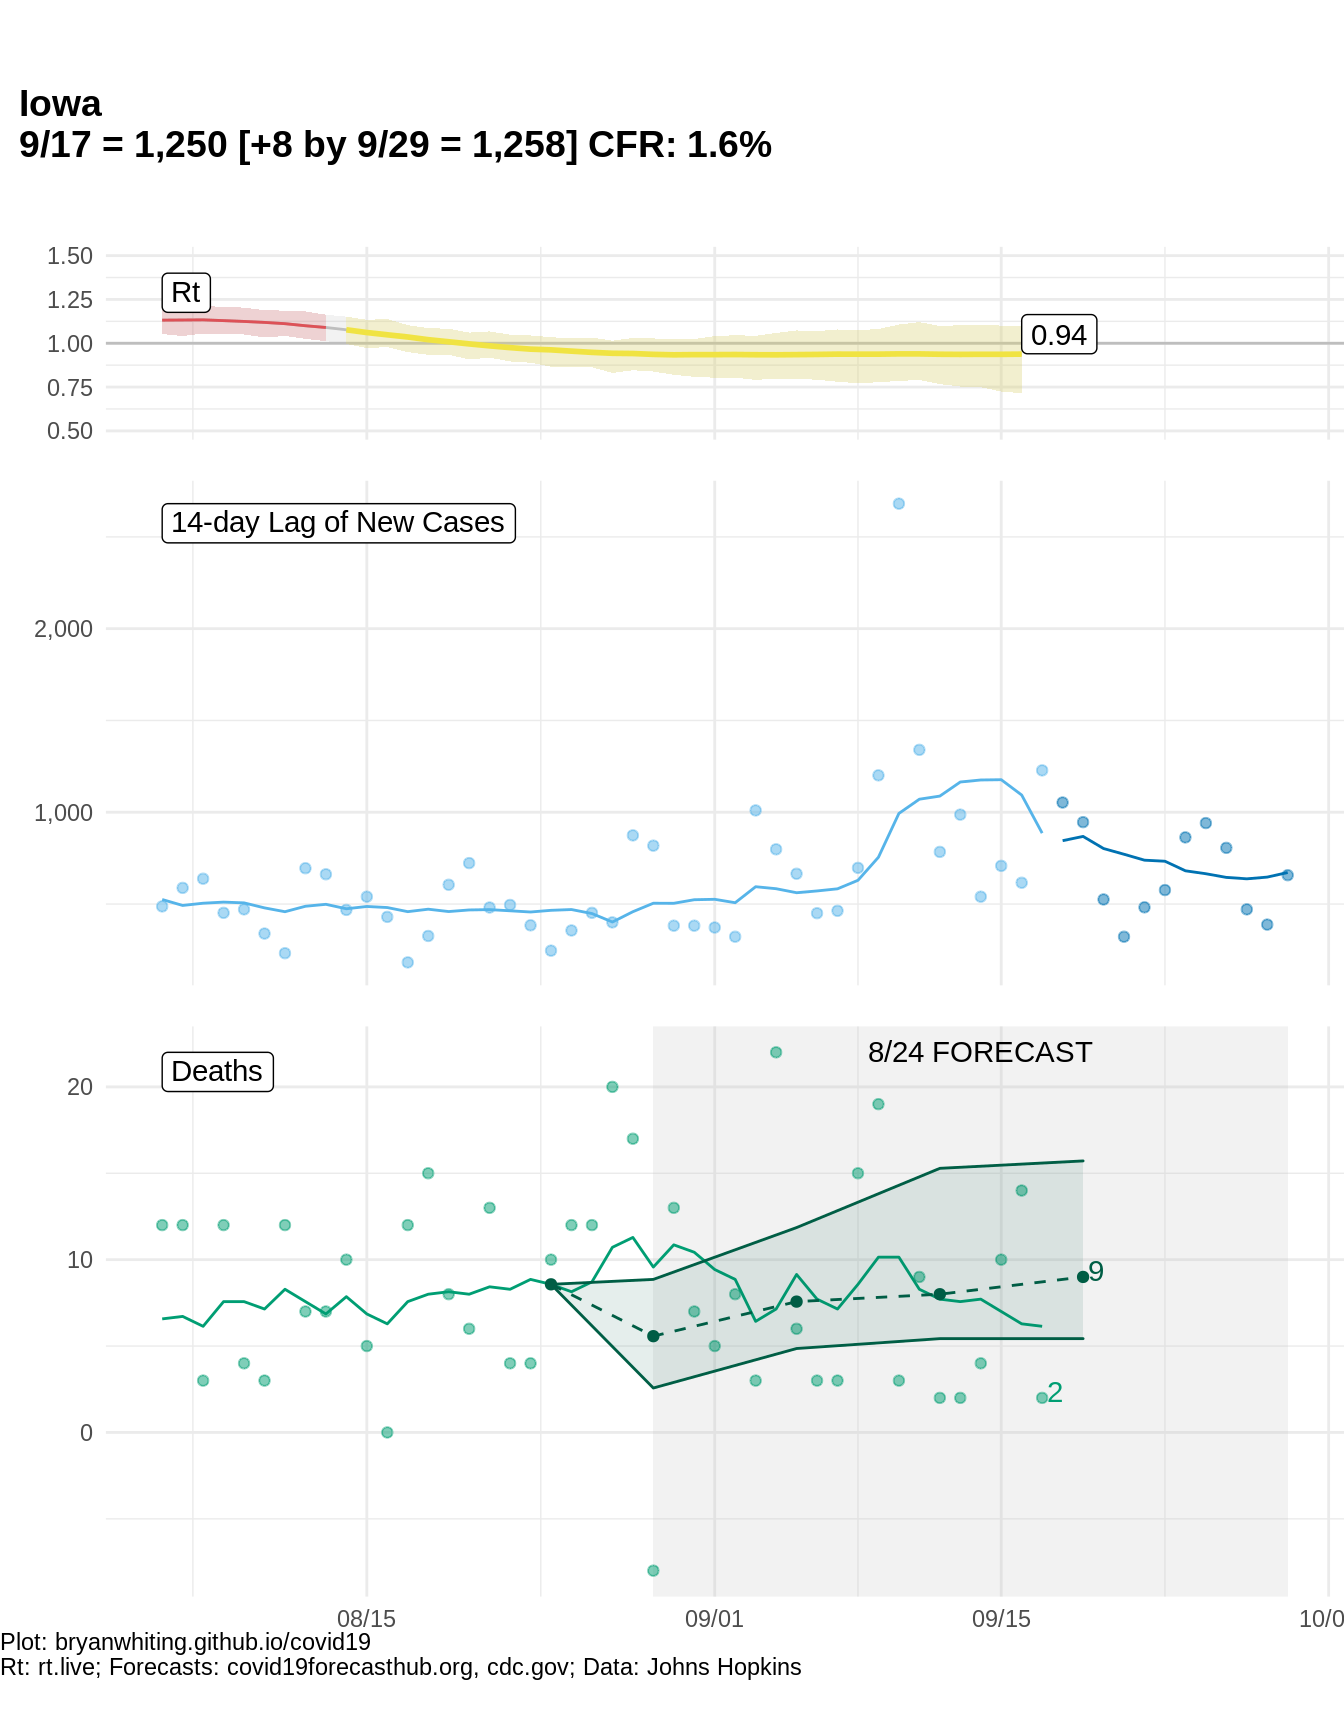 Iowa
9/17 = 1,250 [+8 by 9/29 = 1,258] CFR: 1.6%
1.50
1.25
1.00
0.75
0.50
Rt
0.94
14-day Lag of New Cases
2,000
1,000
Deaths
8/24 FORECAST
20
10
0
9
2
08/15
09/01
09/15
10/0
Plot: bryanwhiting.github.io/covid19
Rt: rt.live; Forecasts: covid19forecasthub.org, cdc.gov; Data: Johns Hopkins